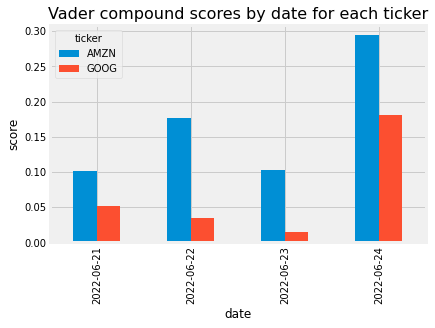 Vader compound scores by date for each ticker
ticker
AMZN
GOOG
score
0.30
0.25
0.20
0.15
0.10
0.05
0.00
2022-06-21
2022-06-22
2022-06-23
2022-06-24
date